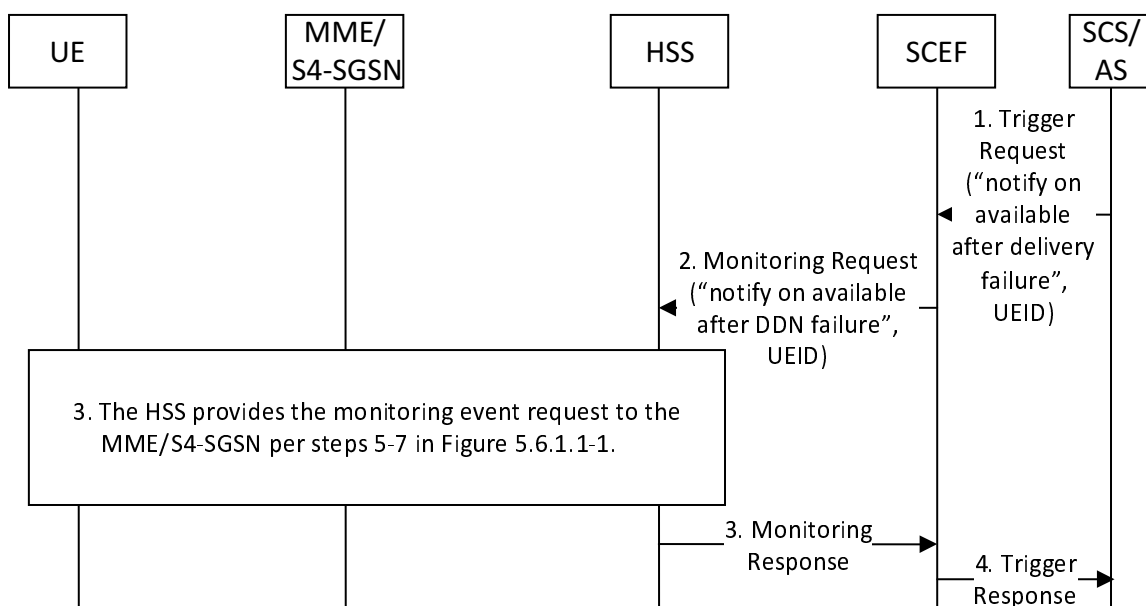 UE
MME/
S4-SGSN
HSS
SCEF
SCS/
AS
1. Trigger
Request
(“notify on
available
after delivery
failure”,
UEID)
2. Monitoring Request
(“notify on available
after DDN failure”,
UEID)
3. The HSS provides the monitoring event request to the
MME/S4-SGSN per steps 5-7 in Figure 5.6.1.1-1.
3. Monitoring
Response
4. Trigger
Response